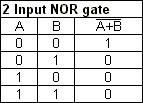 2 Input NOR gate
A B A+B
0 0 1
0 1 0
1 0 0
1 1 0